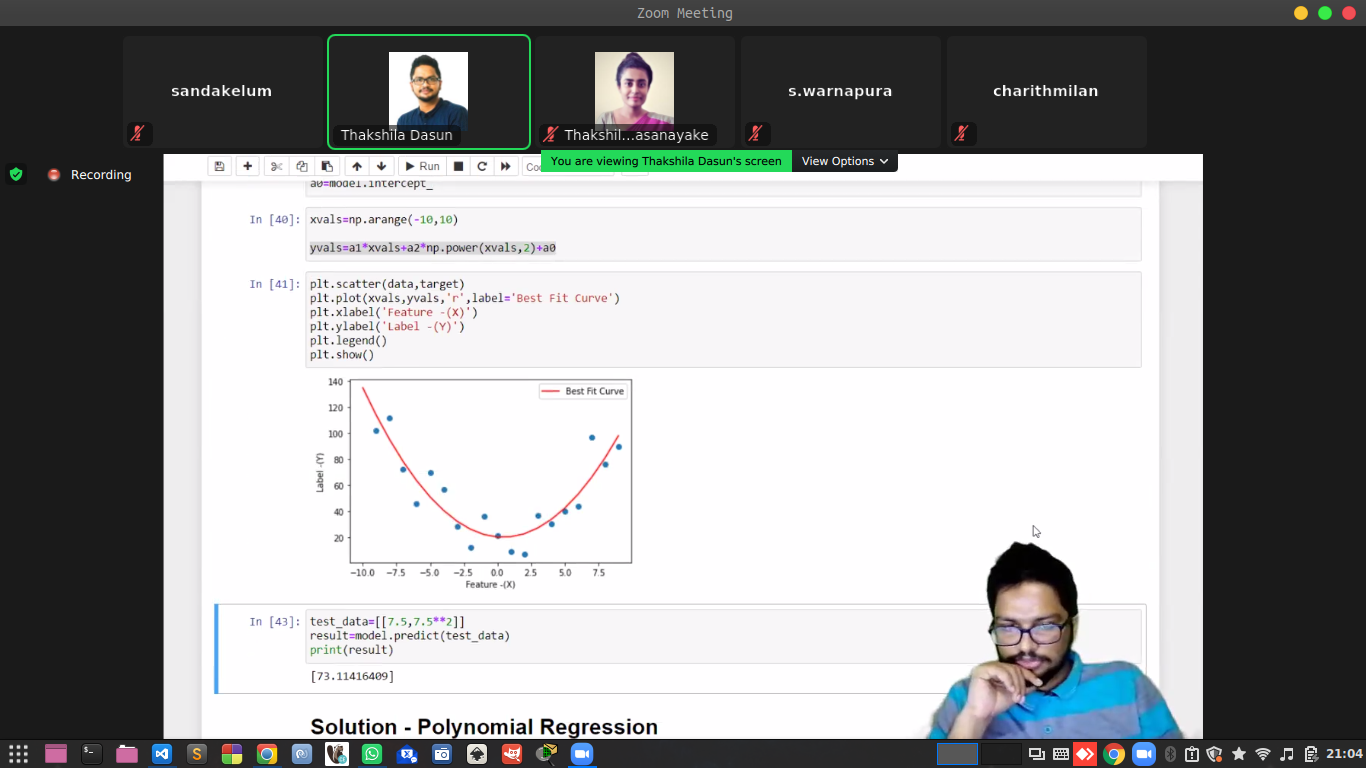 Zoom Meeting
sandakelum
Thakshila Dasun
Thakshil...asanayake
s.warnapura
charithmilan
You are viewing Thakshila Dasun's screen
View Options
Recording
Run
a0=model.intercept_
In [40]:
xvals=np.arange(-10,10)
yvals=a1*xvals+a2*np.power(xvals,2)+a0
In [41]:
plt.scatter(data,target)
plt.plot(xvals,yvals,'r',label='Best Fit Curve')
plt.xlabel('Feature -(X)')
plt.ylabel('Label -(Y)')
plt.legend()
plt.show()
Best Fit Curve
140
120
100
80
60
40
20
Label -(Y)
−10.0 −7.5 −5.0 −2.5 0.0 2.5 5.0 7.5
Feature -(X)
In [43]:
test_data=[[7.5,7.5**2]]
result=model.predict(test_data)
print(result)
[73.11416409]
Solution - Polynomial Regression
21:04